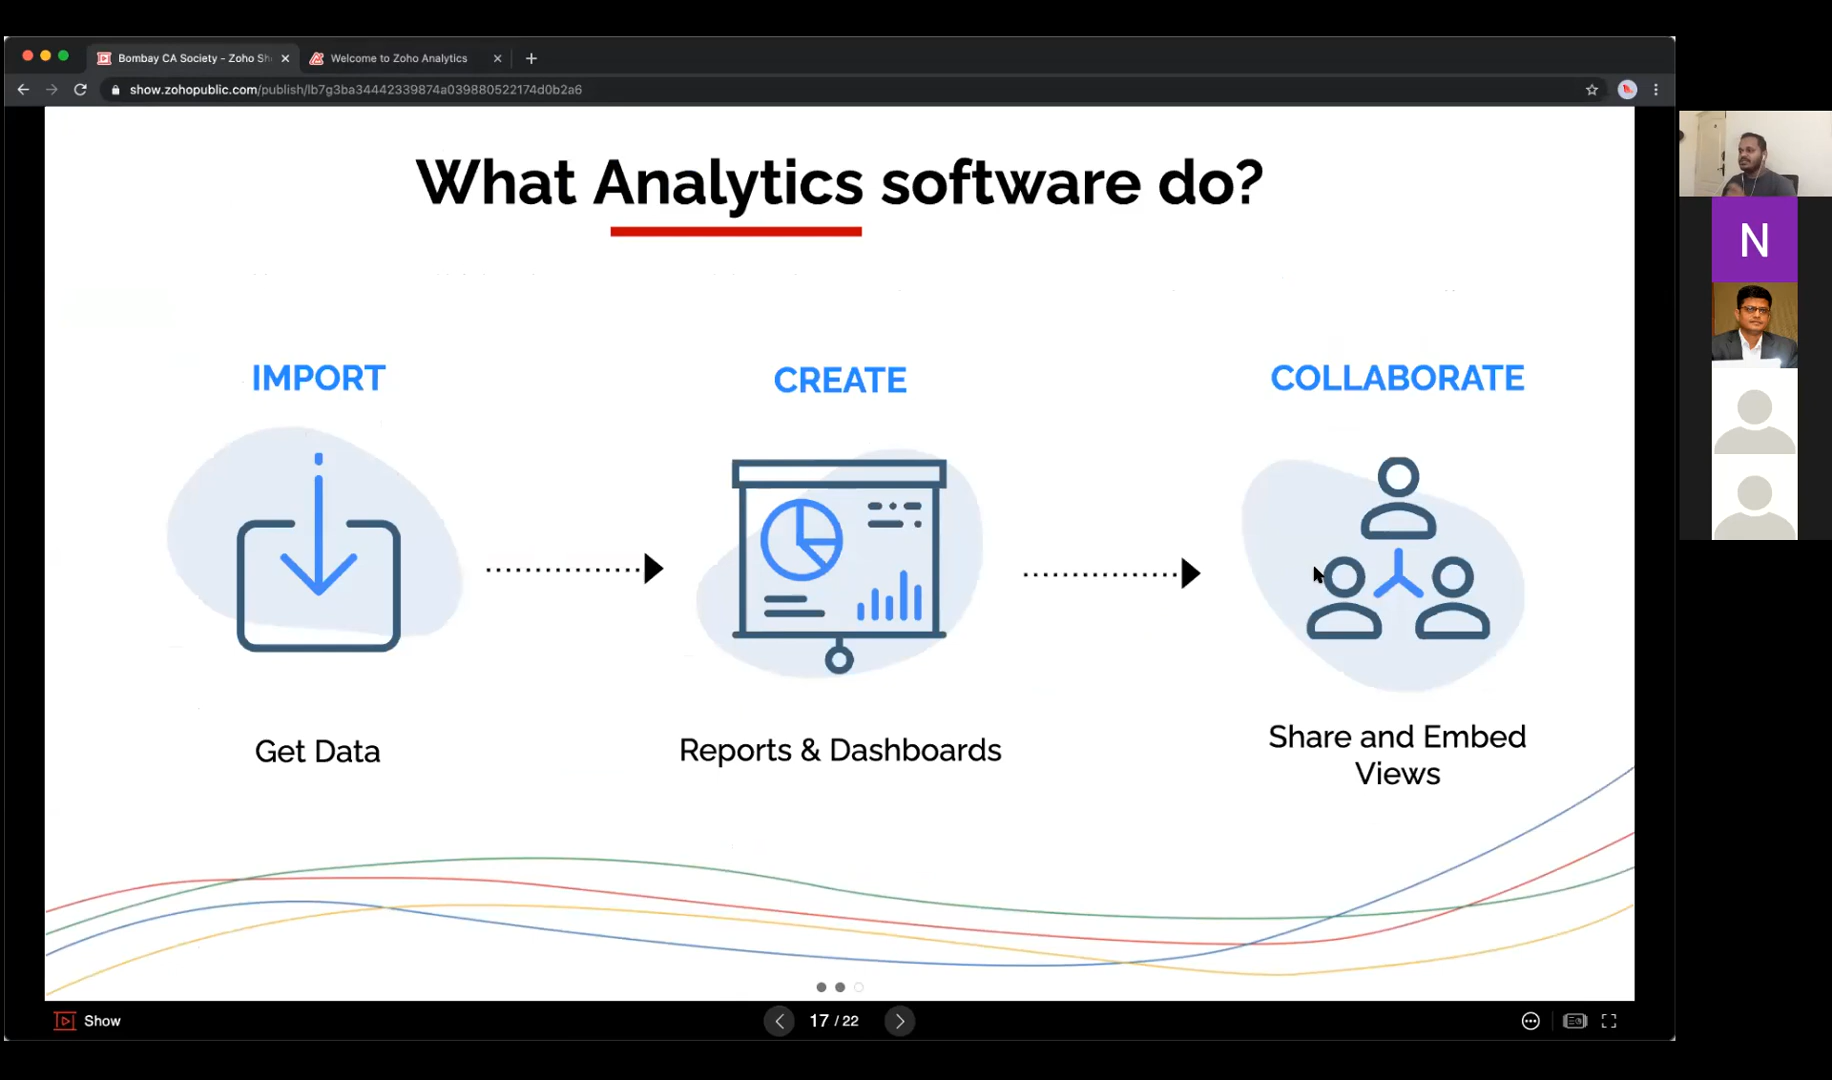 Bombay CA Society - Zoho Sh
Welcome to Zoho Analytics
show.zohopublic.com/publish/lb7g3ba34442339874a039880522174d0b2a6
What Analytics software do?
N
IMPORT
CREATE
COLLABORATE
Get Data
Reports & Dashboards
Share and Embed
Views
Show
17 / 22